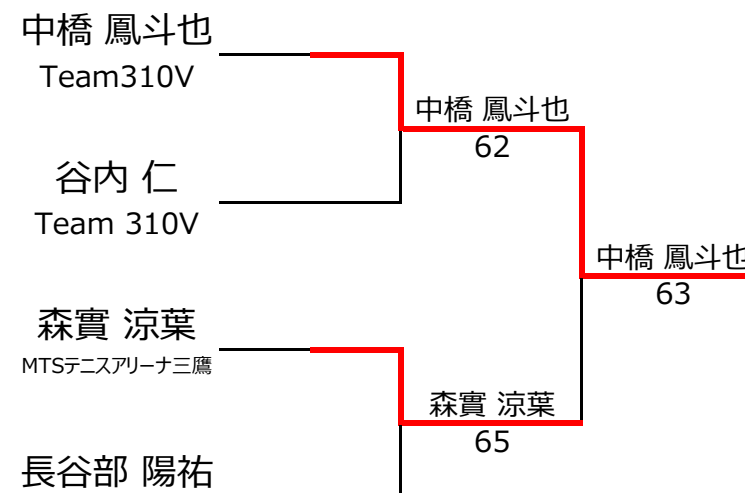 中橋 鳳斗也
Team310V
中橋 鳳斗也
62
谷内 仁
Team 310V
中橋 鳳斗也
63
森實 涼葉
MTSテニスアリーナ三鷹
森實 涼葉
65
長谷部 陽祐